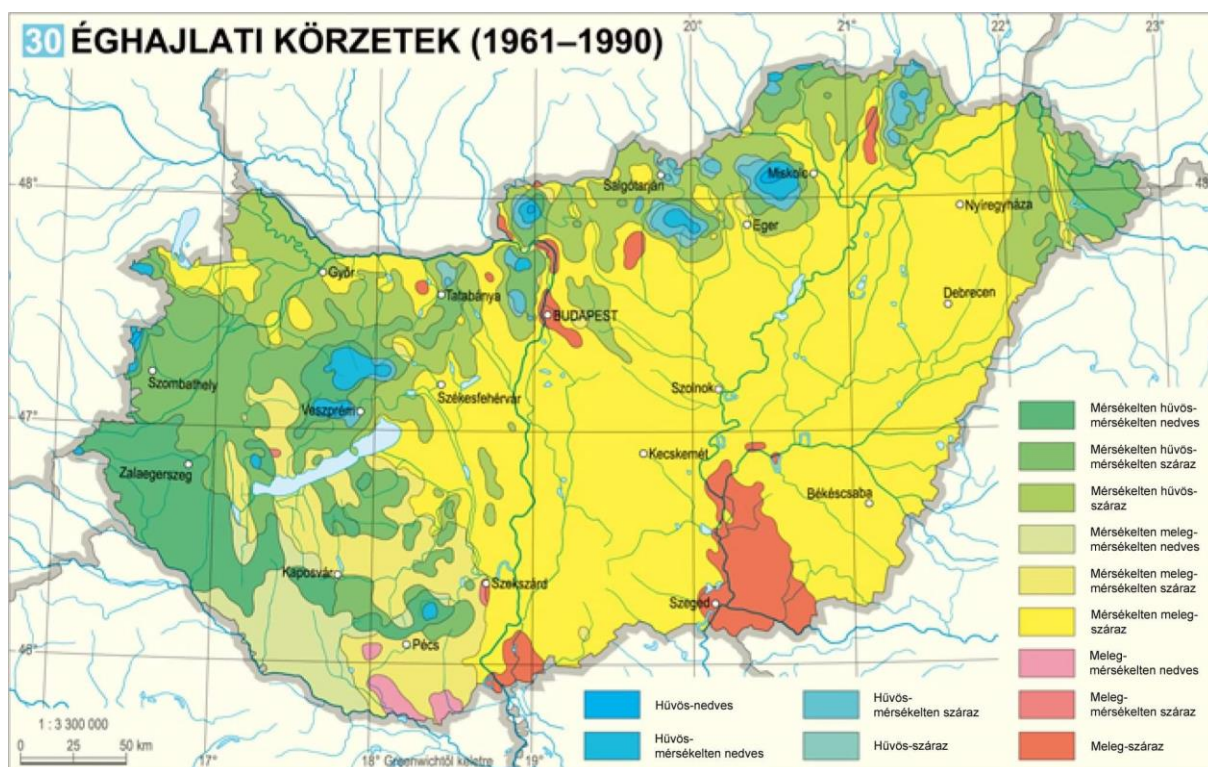 30 ÉGHAJLATI KÖRZETEK (1961–1990)
20°
21°
22°
23°
48°
48
Salgótarján
Miskolc
Nyíregyháza
Eger
Győr
Tatabánya
BUDAPEST
Debrecen
Szombathely
Veszprém
Székesfehérvár
Szolnok
47°
Zalaegerszeg
Kecskemét
Békéscsaba
Kaposvár
Szekszárd
Szeged
Pécs
Mérsékelten hűvös-
mérsékelten nedves
Mérsékelten hűvös-
mérsékelten száraz
Mérsékelten hűvös-
száraz
Mérsékelten meleg-
mérsékelten nedves
Mérsékelten meleg-
mérsékelten száraz
Mérsékelten meleg-
száraz
Meleg-
mérsékelten nedves
Meleg-
mérsékelten száraz
Meleg-száraz
Hűvös-nedves
Hűvös-
mérsékelten nedves
Hűvös-
mérsékelten száraz
Hűvös-száraz
1 : 3 300 000
0 25 50 km
17°
18° Greenwichtől keletre
19°